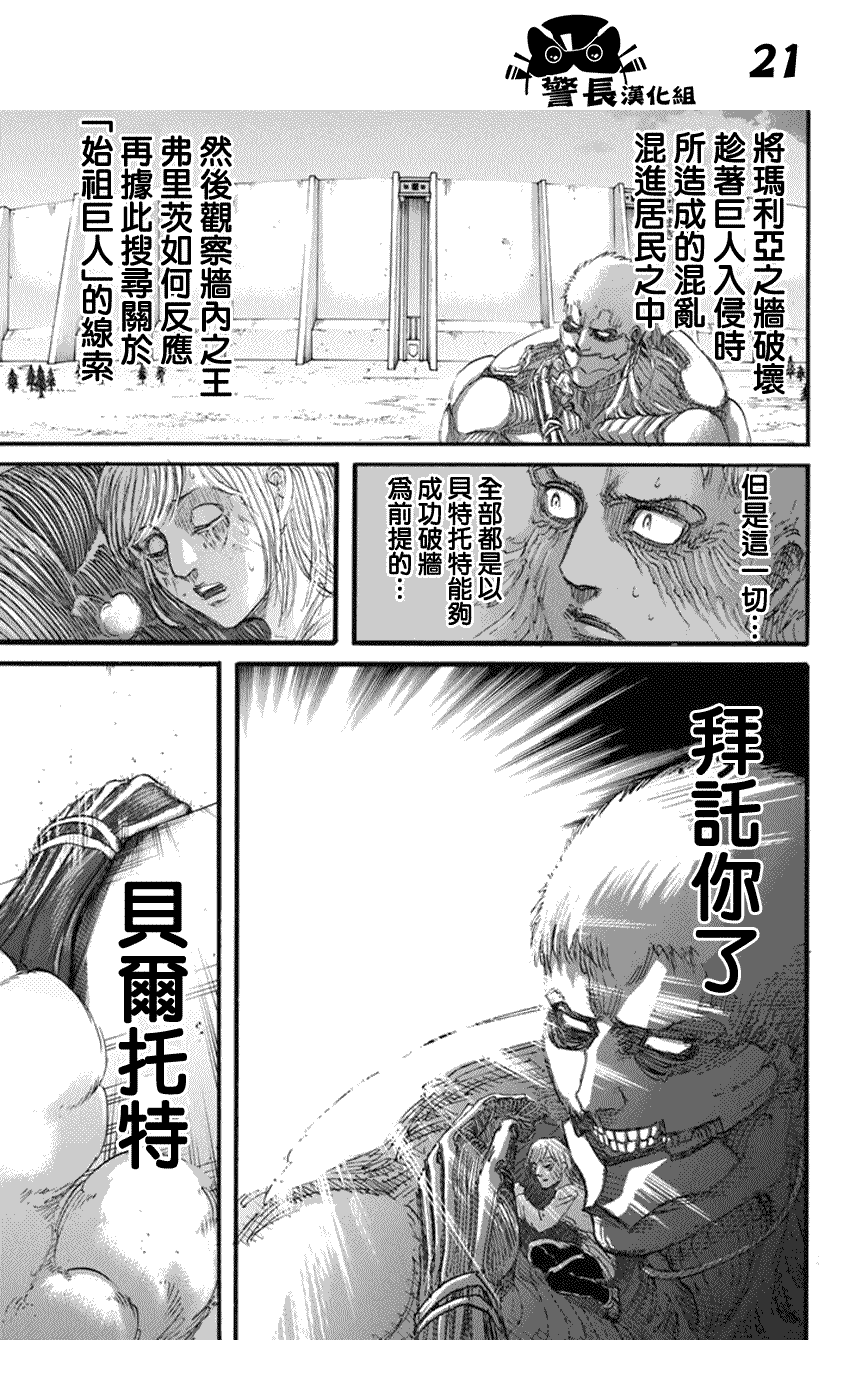 警長漢化組
21
將瑪利亞之牆破壞
趁著巨人入侵時
所造成的混亂
混進居民之中
然後觀察牆內之王
弗里茨如何反應
再據此搜尋關於
「始祖巨人」的線索
但是這一切…
全部都是以
貝特托特能夠
成功破牆
爲前提的…
拜託你了
貝爾托特